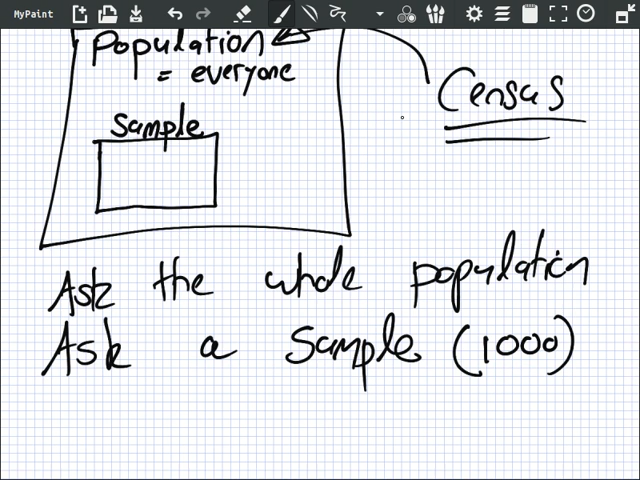 MyPaint
Population
= everyone
Census
Sample
Ask the whole population
Ask a Sample (1000)